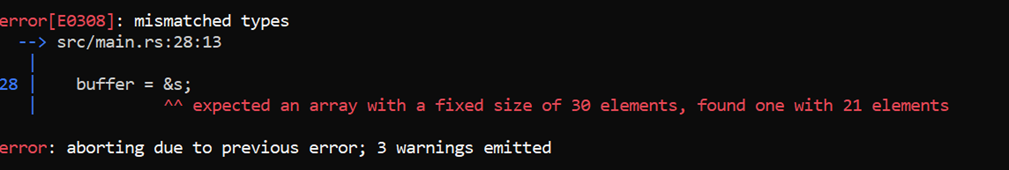 error[E0308]: mismatched types
--> src/main.rs:28:13
|
28 | buffer = &s;
| ^^ expected an array with a fixed size of 30 elements, found one with 21 elements
error: aborting due to previous error; 3 warnings emitted